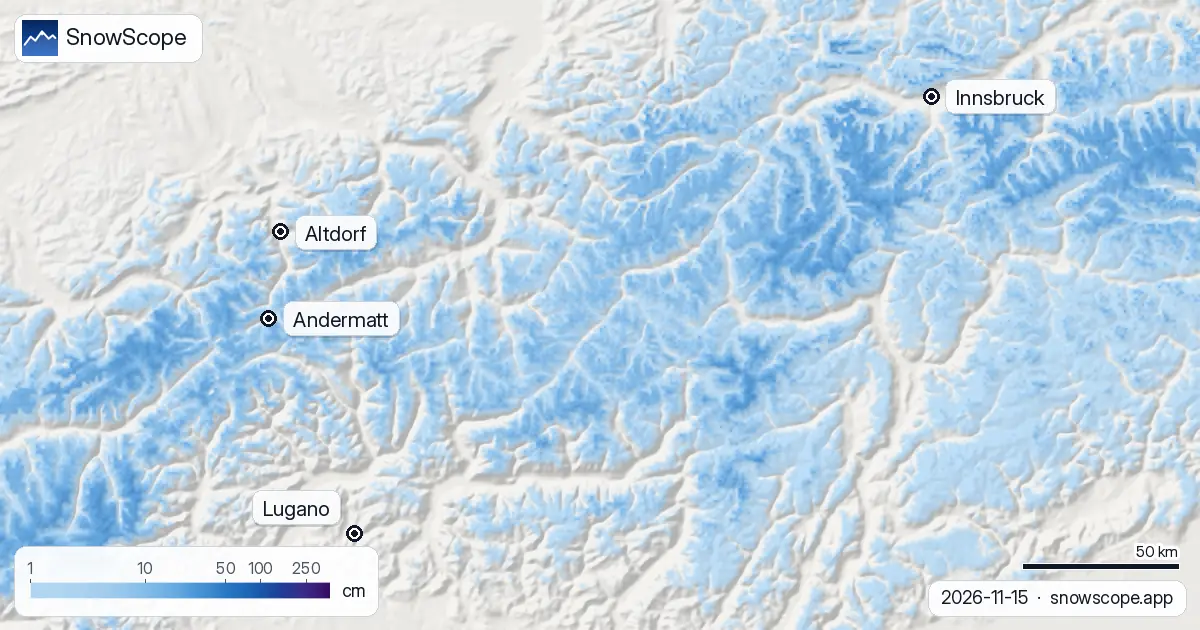 SnowScope
Innsbruck
Altdorf
Andermatt
Lugano
1 10 50 100 250
cm
50 km
2026-11-15 · snowscope.app